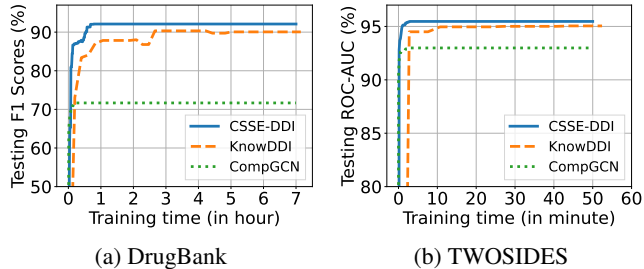 Testing F1 Scores (%)
90
80
70
60
50
0 1 2 3 4 5 6 7
Training time (in hour)
CSSE-DDI
KnowDDI
CompGCN
(a) DrugBank
Testing ROC-AUC (%)
95
90
85
80
0 10 20 30 40 50 60
Training time (in minute)
CSSE-DDI
KnowDDI
CompGCN
(b) TWOSIDES